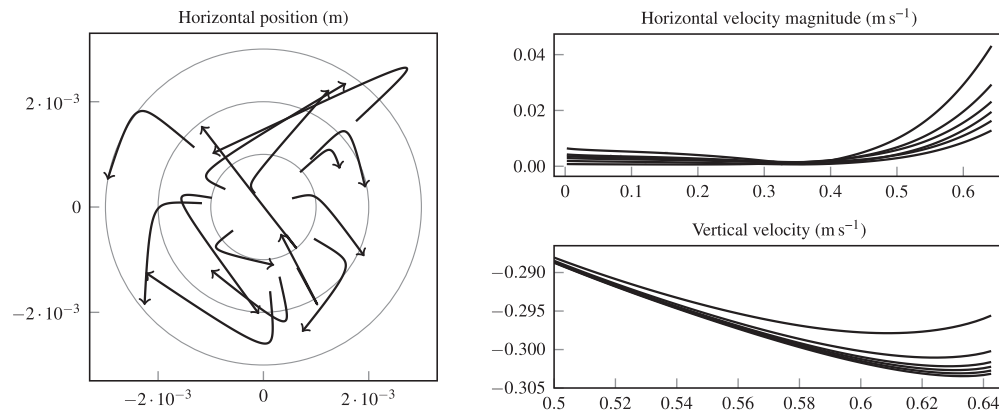 Horizontal position (m)
2·10⁻³
0
−2·10⁻³
−2·10⁻³ 0 2·10⁻³
Horizontal velocity magnitude (m s⁻¹)
0.04
0.02
0.00
0 0.1 0.2 0.3 0.4 0.5 0.6
Vertical velocity (m s⁻¹)
−0.290
−0.295
−0.300
−0.305
0.5 0.52 0.54 0.56 0.58 0.6 0.62 0.64